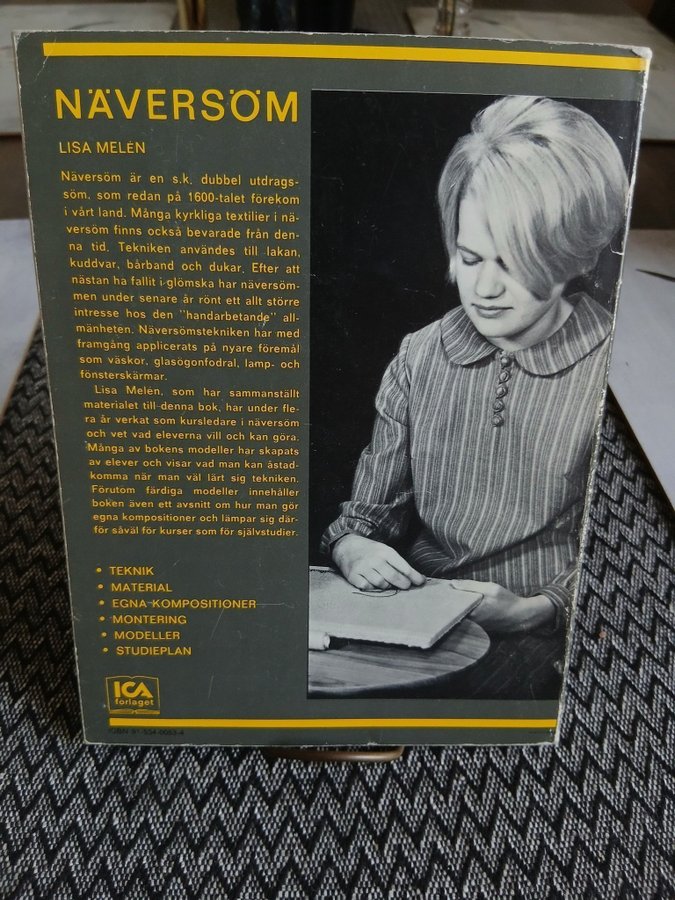 NÄVERSÖM
LISA MELÉN
Näversöm är en s.k. dubbel utdrags-
söm, som redan på 1600-talet förekom
i vårt land. Många kyrkliga textilier i nä-
versöm finns också bevarade från den-
na tid. Tekniken användes till lakan,
kuddvar, bårband och dukar. Efter att
nästan ha fallit i glömska har näversöm-
men under senare år rönt ett allt större
intresse hos den "handarbetande" all-
mänheten. Näversömstekniken har med
framgång applicerats på nyare föremål
som väskor, glasögonfodral, lamp- och
fönsterskärmar.
Lisa Melén, som har sammanställt
materialet till denna bok, har under fle-
ra år verkat som kursledare i näversöm
och vet vad eleverna vill och kan göra.
Många av bokens modeller har skapats
av elever och visar vad man kan åstad-
komma när man väl lärt sig tekniken.
Förutom färdiga modeller innehåller
boken även ett avsnitt om hur man gör
egna kompositioner och lämpar sig där-
för såväl för kurser som för självstudier.
• TEKNIK
• MATERIAL
• EGNA KOMPOSITIONER
• MONTERING
• MODELLER
• STUDIEPLAN
ICA
förlaget
ISBN 91-534-0053-4